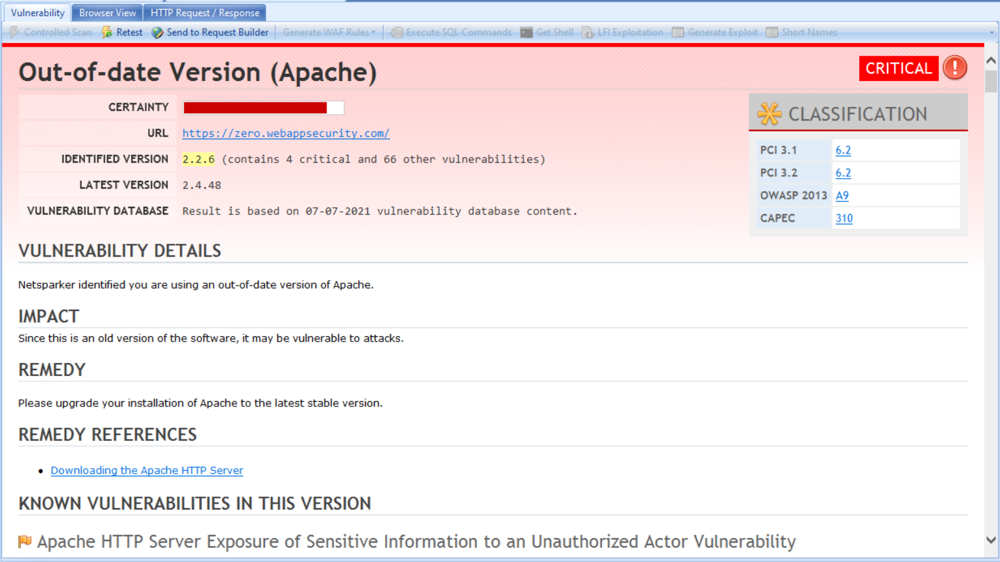 Vulnerability Browser View HTTP Request / Response
Controlled Scan Retest Send to Request Builder Generate WAF Rules Execute SQL Commands Get Shell LFI Exploitation Generate Exploit Short Names
Out-of-date Version (Apache)
CRITICAL
CERTAINTY
URL https://zero.webappsecurity.com/
IDENTIFIED VERSION 2.2.6 (contains 4 critical and 66 other vulnerabilities)
LATEST VERSION 2.4.48
VULNERABILITY DATABASE Result is based on 07-07-2021 vulnerability database content.
CLASSIFICATION
PCI 3.1 6.2
PCI 3.2 6.2
OWASP 2013 A9
CAPEC 310
VULNERABILITY DETAILS
Netsparker identified you are using an out-of-date version of Apache.
IMPACT
Since this is an old version of the software, it may be vulnerable to attacks.
REMEDY
Please upgrade your installation of Apache to the latest stable version.
REMEDY REFERENCES
• Downloading the Apache HTTP Server
KNOWN VULNERABILITIES IN THIS VERSION
Apache HTTP Server Exposure of Sensitive Information to an Unauthorized Actor Vulnerability